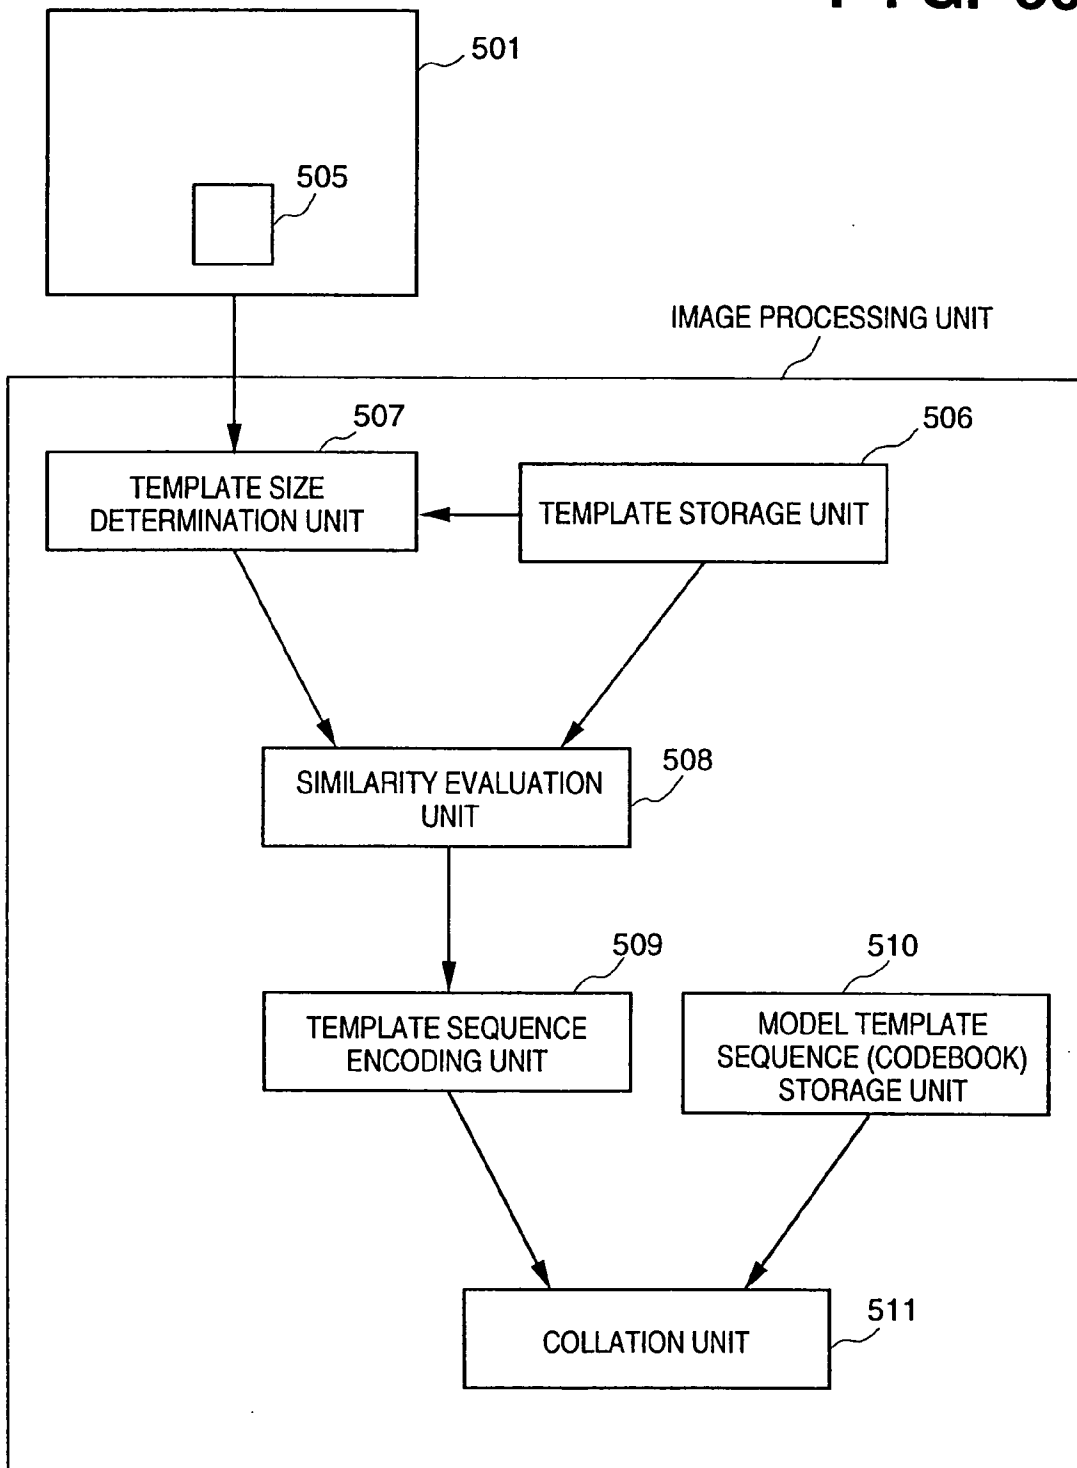 501
505
IMAGE PROCESSING UNIT
507
506
TEMPLATE SIZE
DETERMINATION UNIT
TEMPLATE STORAGE UNIT
508
SIMILARITY EVALUATION
UNIT
509
510
TEMPLATE SEQUENCE
ENCODING UNIT
MODEL TEMPLATE
SEQUENCE (CODEBOOK)
STORAGE UNIT
511
COLLATION UNIT